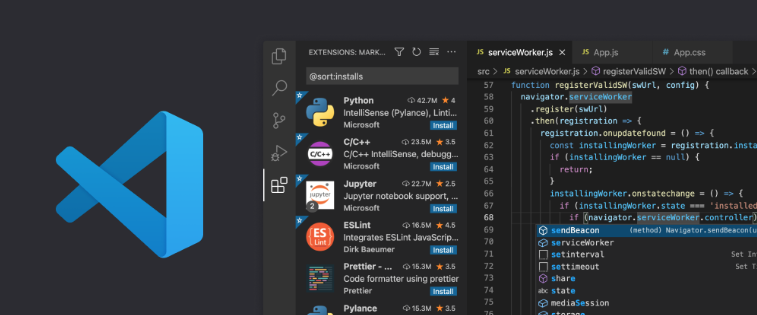 EXTENSIONS: MARK...
@sort:installs
Python 42.7M 4
IntelliSense (Pylance), Linti...
Microsoft Install
C/C++ 23.5M 3.5
C/C++ C/C++ IntelliSense, debugg...
Microsoft Install
Jupyter 22.7M 2.5
2 Jupyter notebook support, ...
Microsoft Install
ESLint 16.5M 4.5
ES Lint Integrates ESLint JavaScrip...
Dirk Baeumer Install
Prettier - ... 15.3M 3.5
Code formatter using prettier
Prettier Install
Pylance 15.3M 3.5
JS serviceWorker.js × JS App.js # App.css
src > JS serviceWorker.js > registerValidSW > then() callback >
57 function registerValidSW(swUrl, config) {
58 navigator.serviceWorker
59 .register(swUrl)
60 .then(registration => {
61 registration.onupdatefound = () => {
62 const installingWorker = registration.insta
63 if (installingWorker == null) {
64 return;
65 }
66 installingWorker.onstatechange = () => {
67 if (installingWorker.state === 'installed
68 if (navigator.serviceWorker.controller)
69 sendBeacon (method) Navigator.sendBeacon(u
70 serviceWorker
71 setinterval Set In
72 settimeout Set T
73 share
74 abc state
75 mediaSession
76 storage